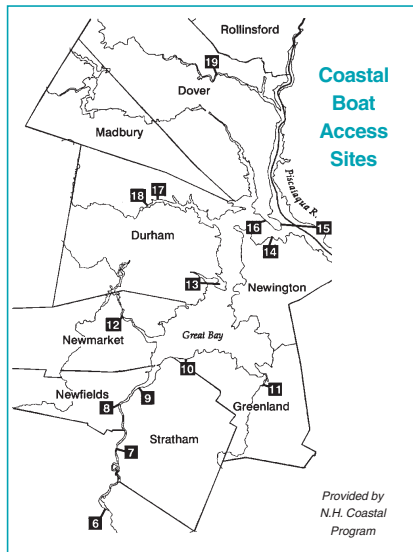 Rollinsford
19
Dover
Coastal
Boat
Access
Sites
Madbury
Piscataqua R.
17
18
16
15
Durham
14
13
Newington
12
Great Bay
Newmarket
10
11
Newfields
9
8
Greenland
Stratham
7
6
Provided by
N.H. Coastal
Program